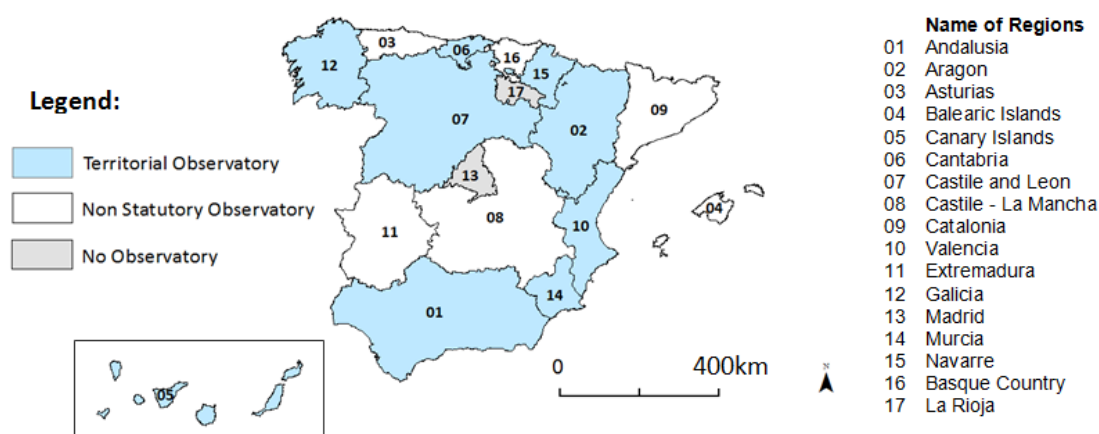 Legend:
Territorial Observatory
Non Statutory Observatory
No Observatory
03
06
16
12
15
17
09
07
02
13
04
08
10
11
14
01
05
0 400km
N
Name of Regions
01 Andalusia
02 Aragon
03 Asturias
04 Balearic Islands
05 Canary Islands
06 Cantabria
07 Castile and Leon
08 Castile - La Mancha
09 Catalonia
10 Valencia
11 Extremadura
12 Galicia
13 Madrid
14 Murcia
15 Navarre
16 Basque Country
17 La Rioja